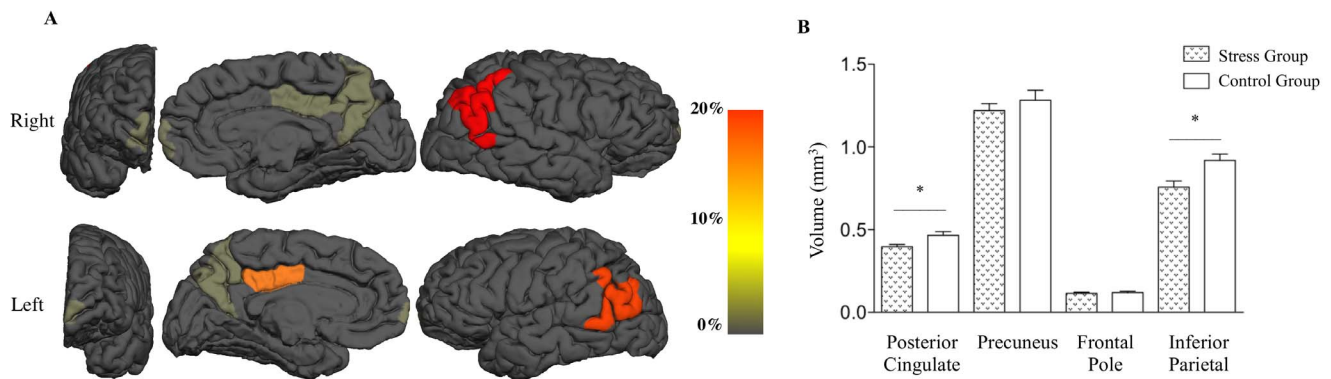 A
Right
Left
20%
10%
0%
B
Stress Group
Control Group
Volume (mm³)
1.5
1.0
0.5
0.0
*
*
Posterior
Cingulate
Precuneus
Frontal
Pole
Inferior
Parietal